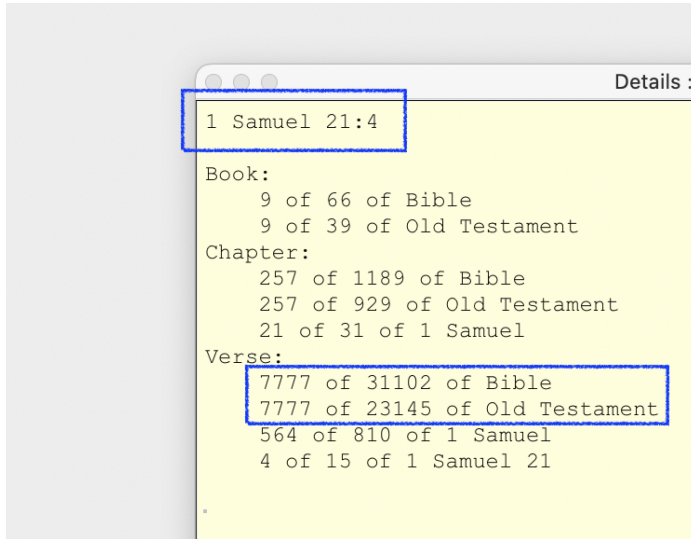 Details :
1 Samuel 21:4
Book:
9 of 66 of Bible
9 of 39 of Old Testament
Chapter:
257 of 1189 of Bible
257 of 929 of Old Testament
21 of 31 of 1 Samuel
Verse:
7777 of 31102 of Bible
7777 of 23145 of Old Testament
564 of 810 of 1 Samuel
4 of 15 of 1 Samuel 21